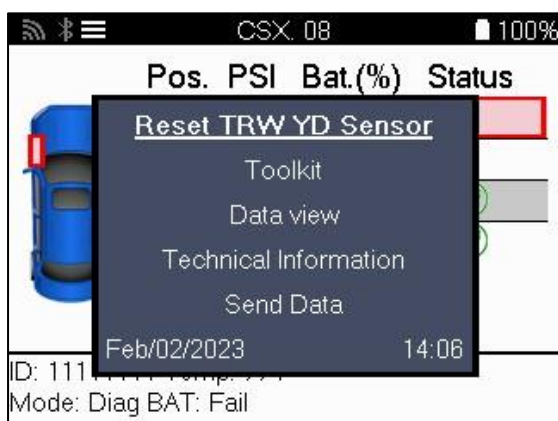 CSX. 08 100%
Pos. PSI Bat.(%) Status
Reset TRW YD Sensor
Toolkit
Data view
Technical Information
Send Data
Feb/02/2023 14:06
ID: 111
Mode: Diag BAT: Fail